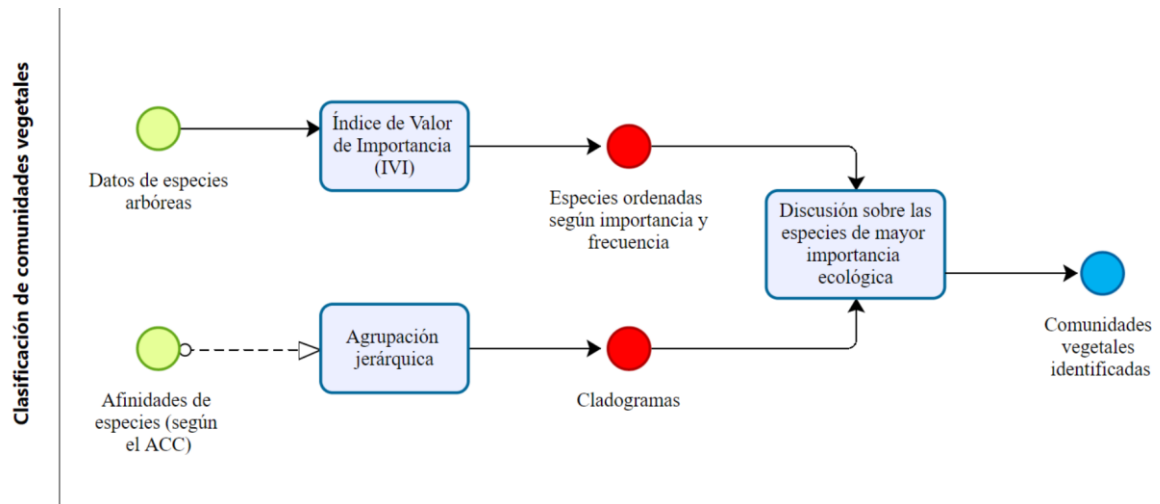 Clasificación de comunidades vegetales
Datos de especies
arbóreas
Índice de Valor
de Importancia
(IVI)
Especies ordenadas
según importancia y
frecuencia
Discusión sobre las
especies de mayor
importancia
ecológica
Comunidades
vegetales
identificadas
Afinidades de
especies (según
el ACC)
Agrupación
jerárquica
Cladogramas